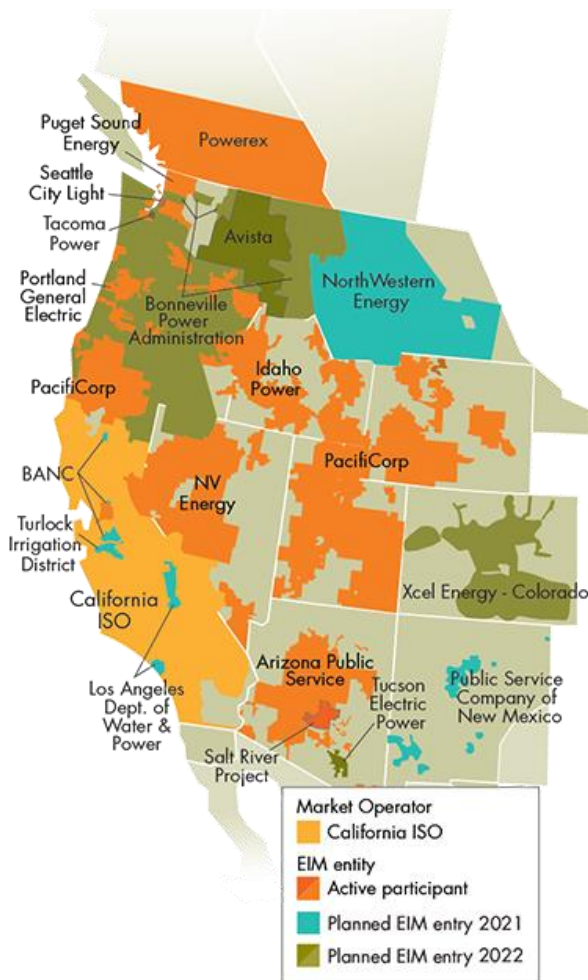 Puget Sound
Energy
Powerex
Seattle
City Light
Tacoma
Power
Avista
Portland
General
Electric
Bonneville
Power
Administration
NorthWestern
Energy
PacifiCorp
Idaho
Power
BANC
NV
Energy
PacifiCorp
Turlock
Irrigation
District
California
ISO
Xcel Energy - Colorado
Los Angeles
Dept. of
Water &
Power
Arizona Public
Service
Salt River
Project
Tucson
Electric
Power
Public Service
Company of
New Mexico
Market Operator
California ISO
EIM entity
Active participant
Planned EIM entry 2021
Planned EIM entry 2022